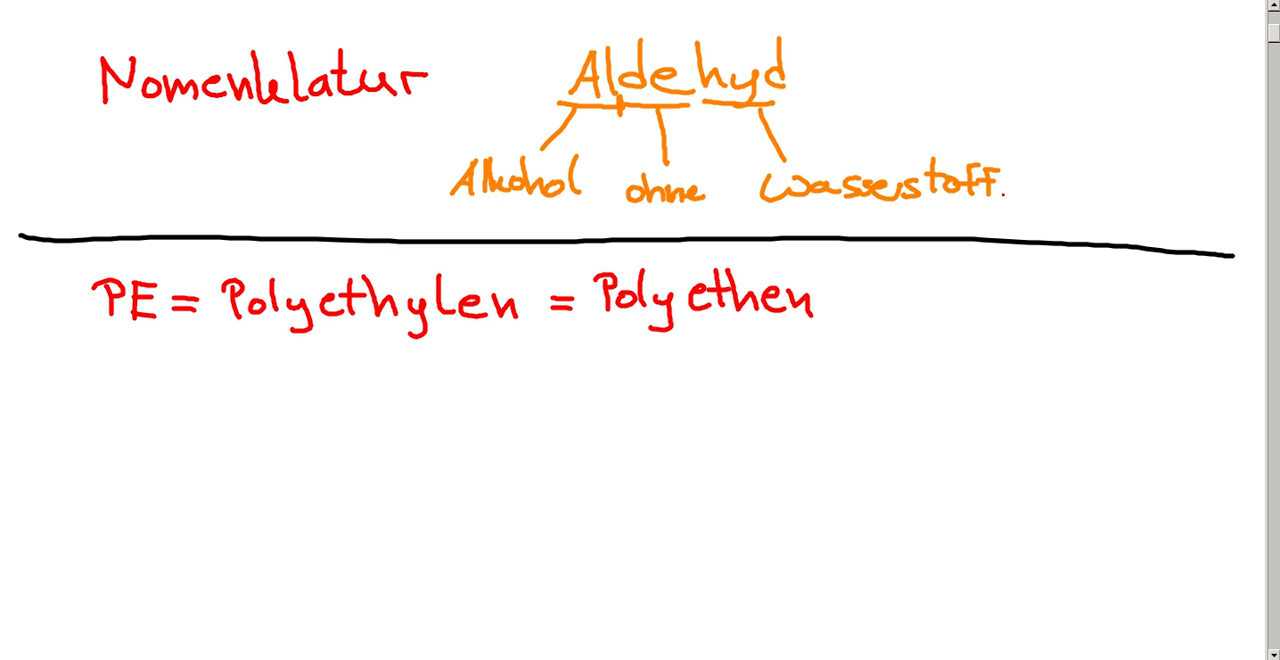 Nomenklatur Aldehyd
Alkohol ohne Wasserstoff.
PE = Polyethylen = Polyethen